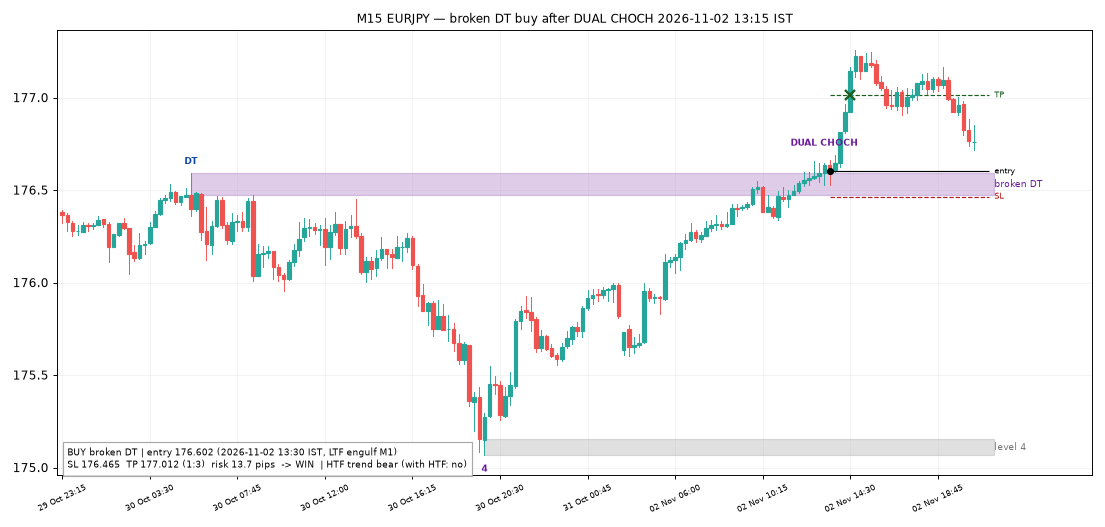 M15 EURJPY — broken DT buy after DUAL CHOCH 2026-11-02 13:15 IST
177.0
176.5
176.0
175.5
175.0
DT
DUAL CHOCH
TP
entry
broken DT
SL
level 4
4
BUY broken DT | entry 176.602 (2026-11-02 13:30 IST, LTF engulf M1)
SL 176.465  TP 177.012 (1:3)  risk 13.7 pips  -> WIN  | HTF trend bear (with HTF: no)
29 Oct 23:15
30 Oct 03:30
30 Oct 07:45
30 Oct 12:00
30 Oct 16:15
30 Oct 20:30
31 Oct 00:45
02 Nov 06:00
02 Nov 10:15
02 Nov 14:30
02 Nov 18:45